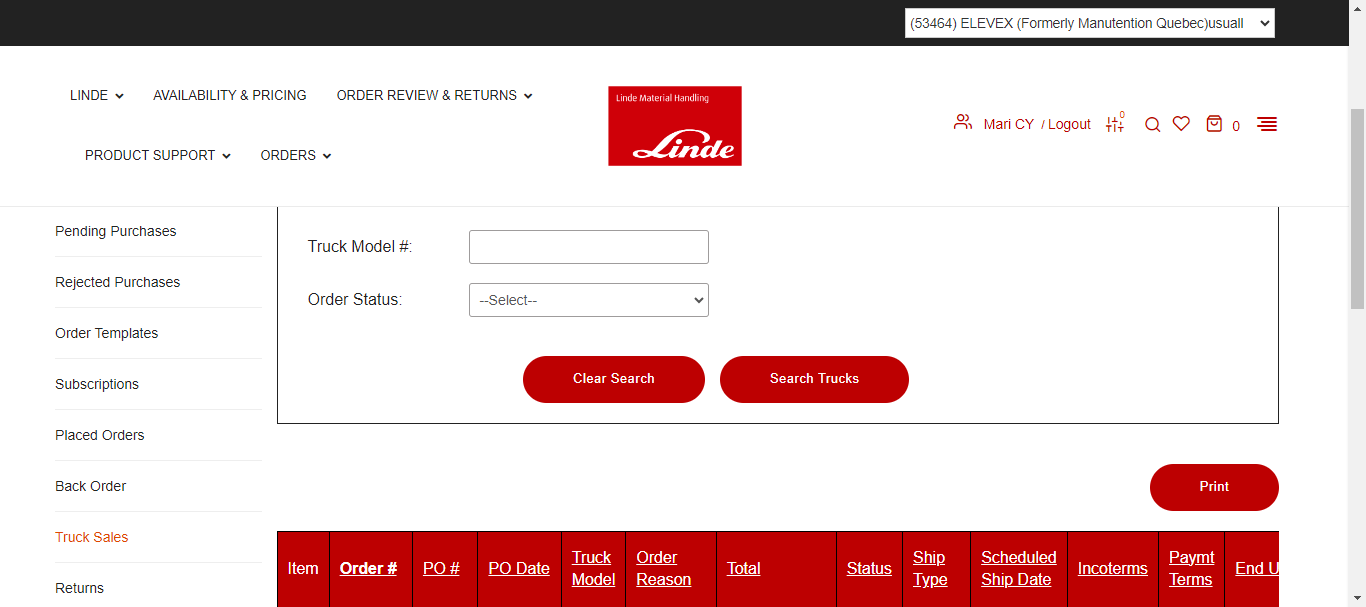 (53464) ELEVEX (Formerly Manutention Quebec)usuall
LINDE
AVAILABILITY & PRICING
ORDER REVIEW & RETURNS
PRODUCT SUPPORT
ORDERS
Linde Material Handling
Linde
Mari CY / Logout
0
0
Pending Purchases
Rejected Purchases
Order Templates
Subscriptions
Placed Orders
Back Order
Truck Sales
Returns
Truck Model #:
Order Status:
--Select--
Clear Search
Search Trucks
Print
Item
Order #
PO #
PO Date
Truck
Model
Order
Reason
Total
Status
Ship
Type
Scheduled
Ship Date
Incoterms
Paymt
Terms
End U